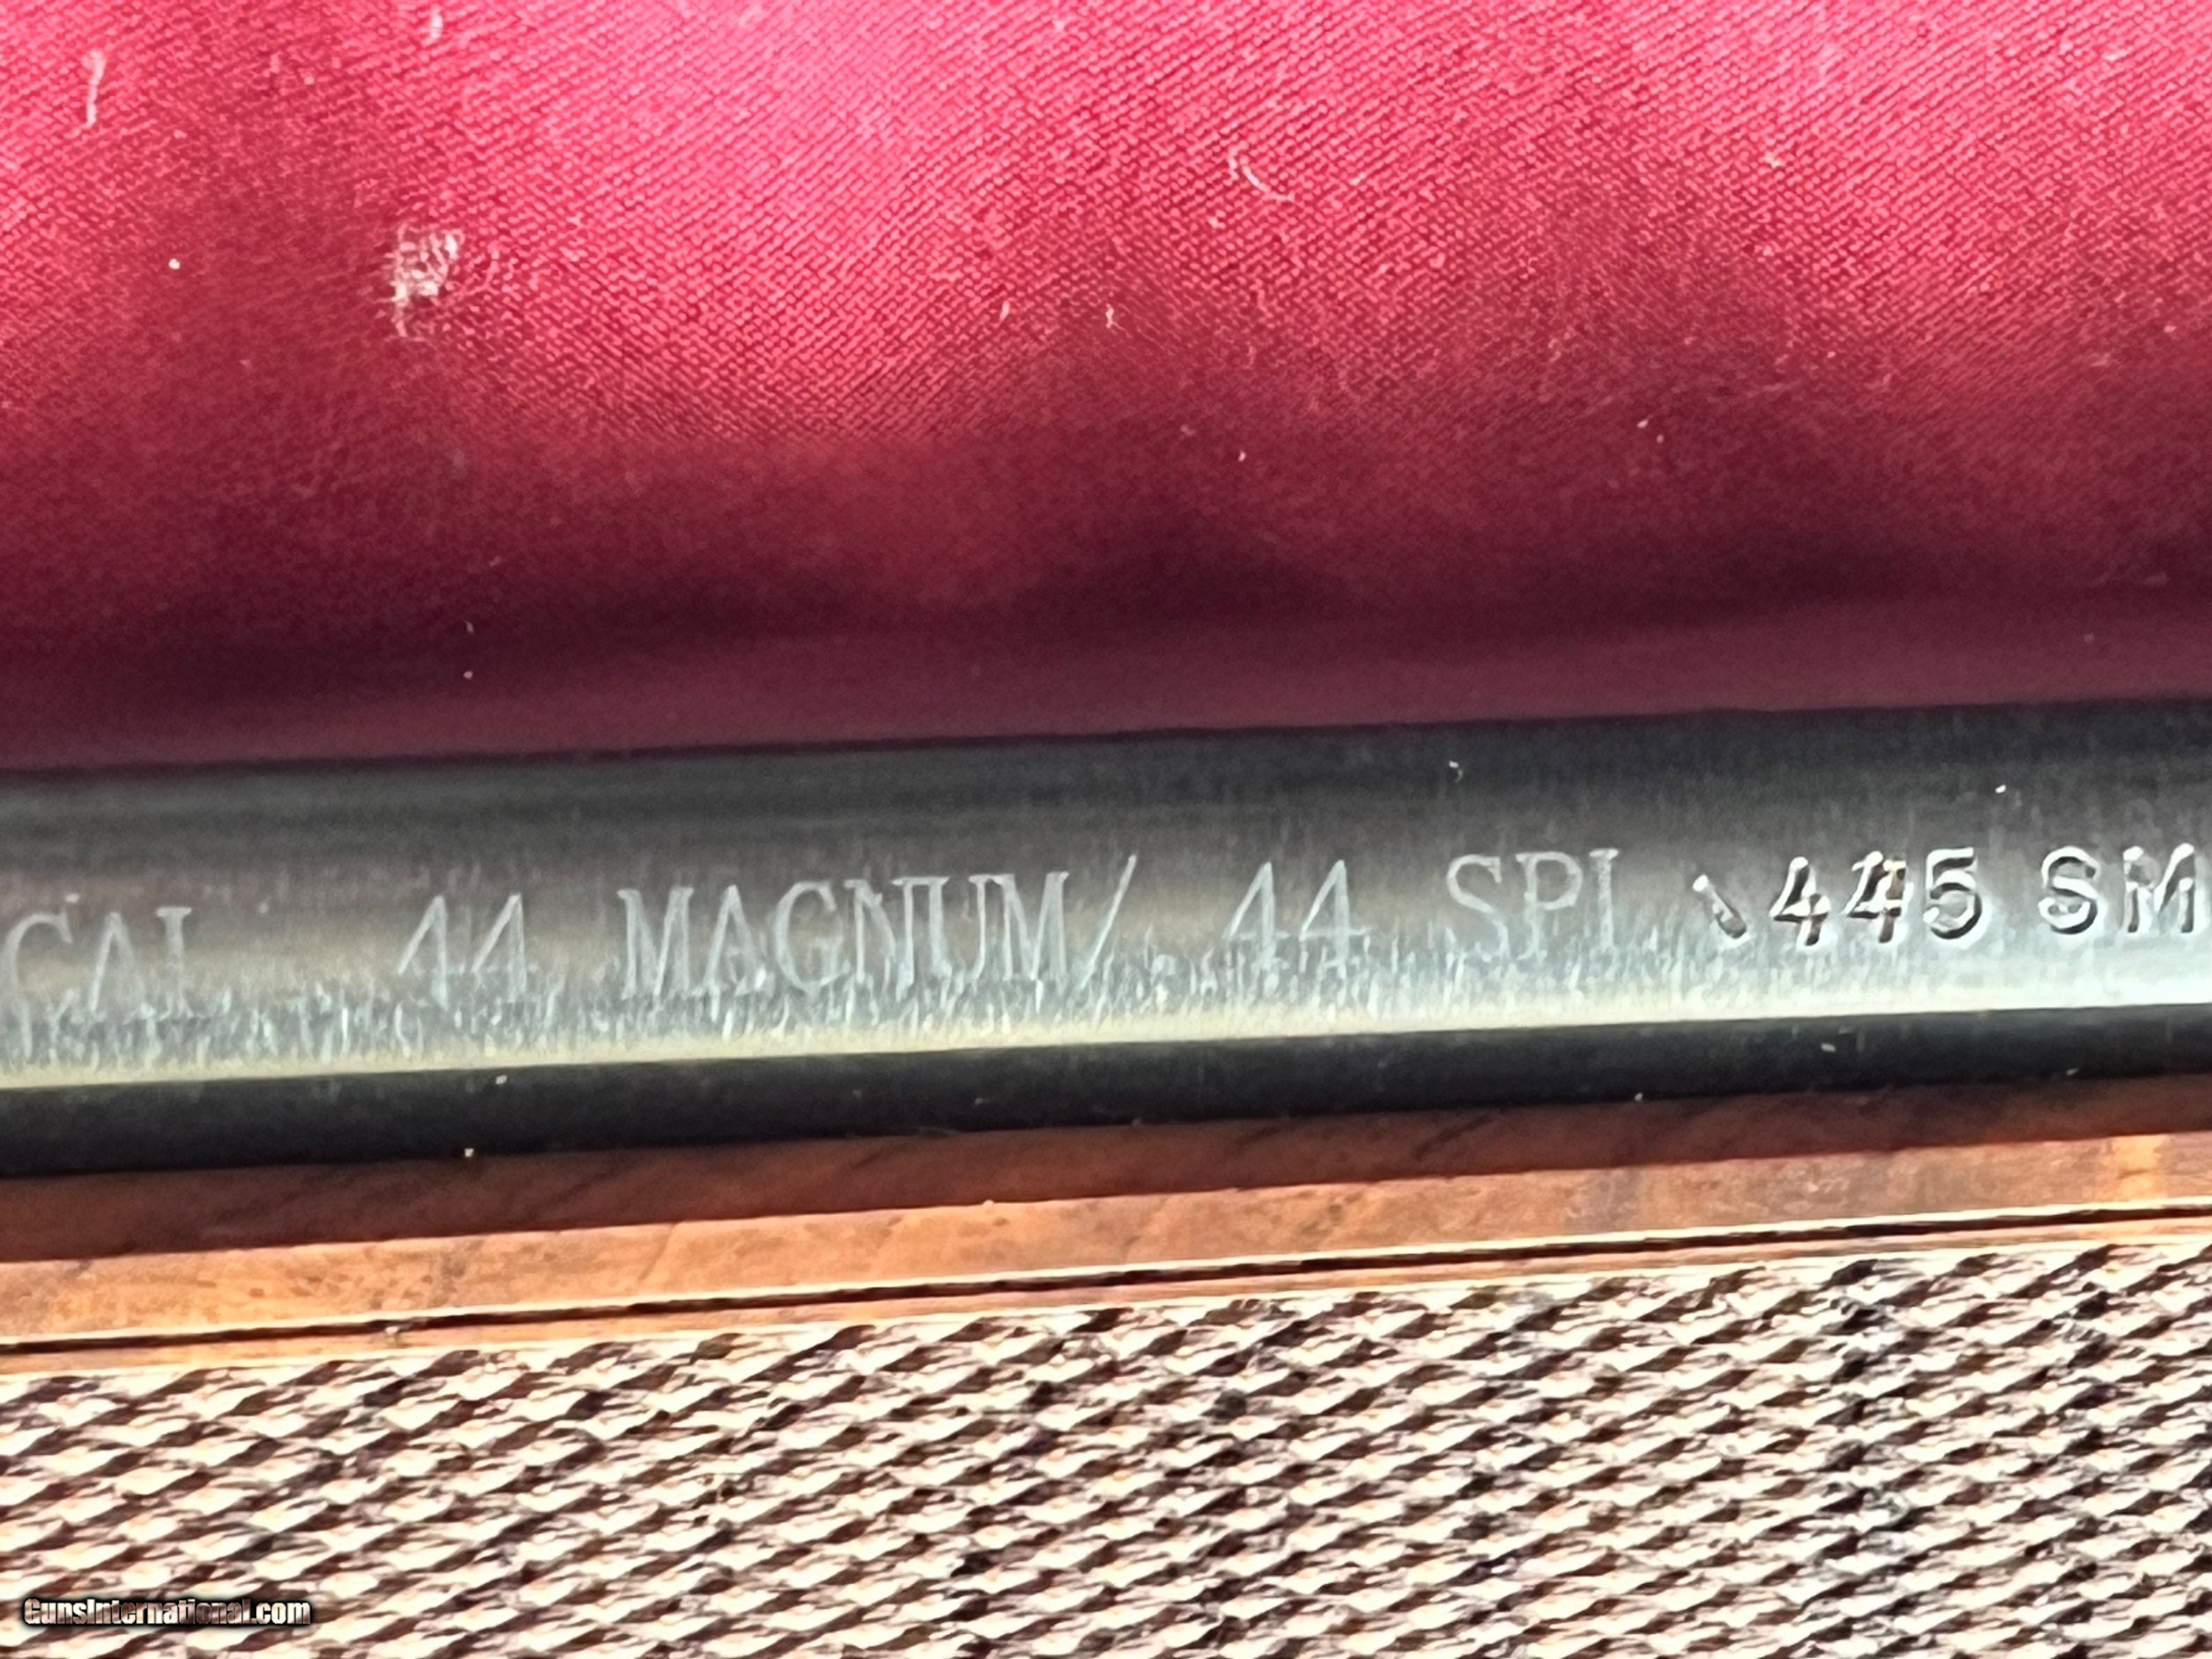 CAL 44 MAGNUM/.44 SPL \445 SM
GunsInternational.com